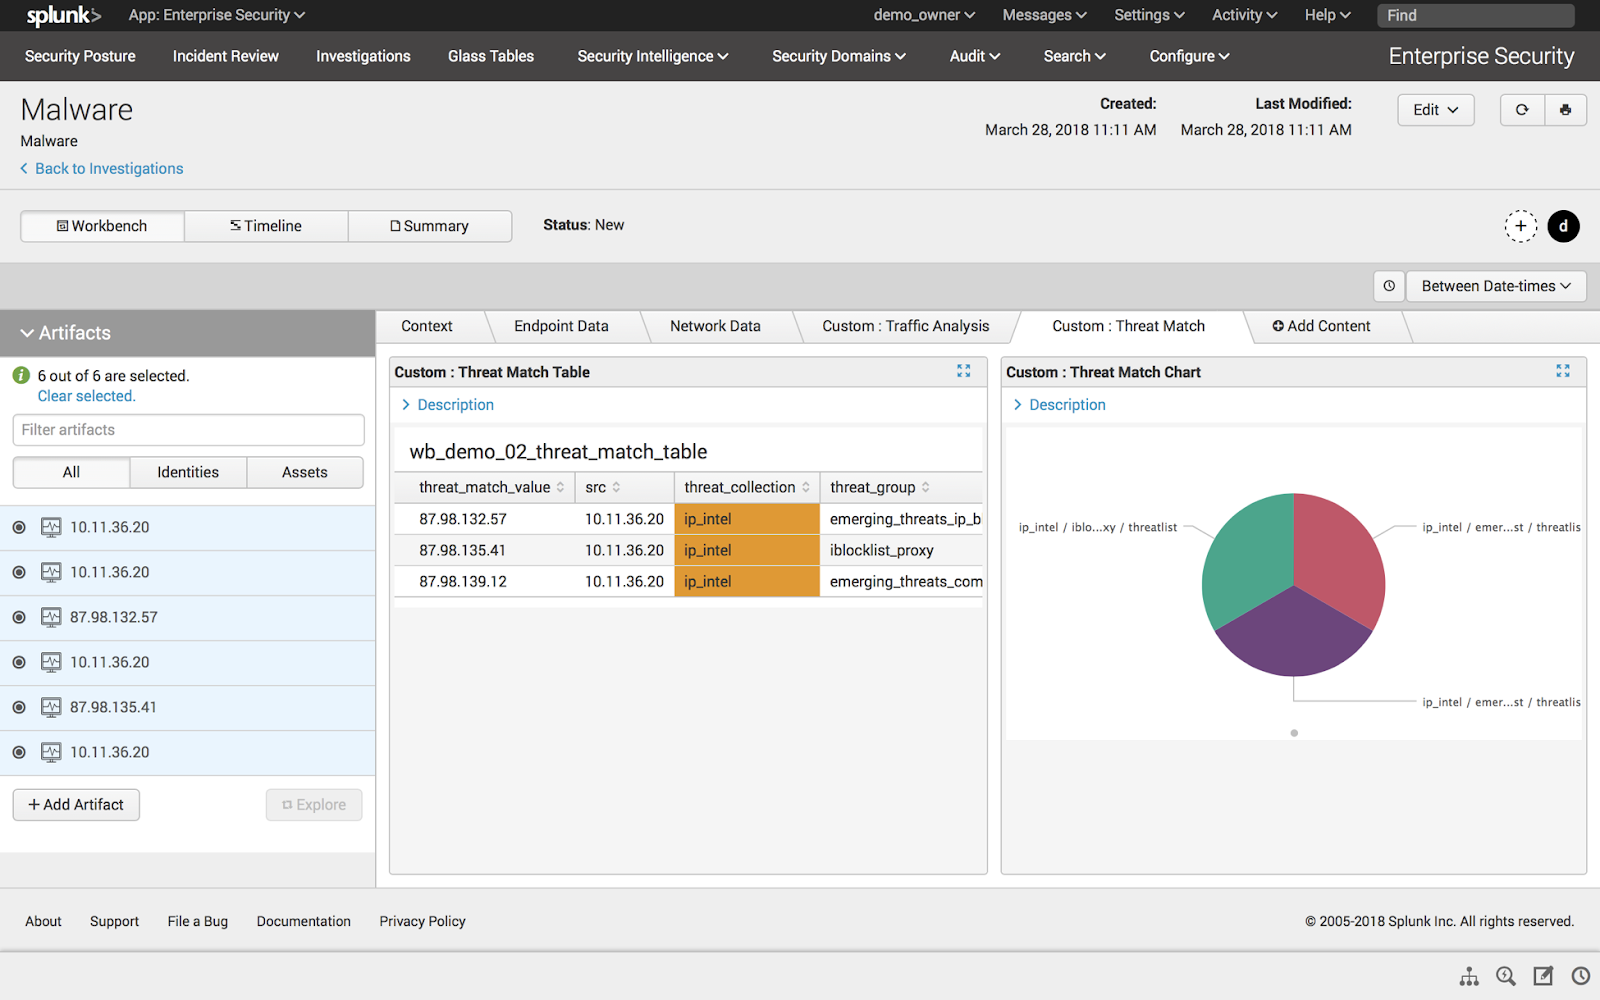 splunk> App: Enterprise Security demo_owner Messages Settings Activity Help Find
Security Posture Incident Review Investigations Glass Tables Security Intelligence Security Domains Audit Search Configure Enterprise Security
Malware
Malware
Back to Investigations
Created:
March 28, 2018 11:11 AM
Last Modified:
March 28, 2018 11:11 AM
Edit
Workbench Timeline Summary Status: New
+ d
Between Date-times
Artifacts
6 out of 6 are selected.
Clear selected.
Filter artifacts
All Identities Assets
10.11.36.20
10.11.36.20
87.98.132.57
10.11.36.20
87.98.135.41
10.11.36.20
+ Add Artifact Explore
Context Endpoint Data Network Data Custom : Traffic Analysis Custom : Threat Match Add Content
Custom : Threat Match Table
Description
wb_demo_02_threat_match_table
threat_match_value src threat_collection threat_group
87.98.132.57 10.11.36.20 ip_intel emerging_threats_ip_b
87.98.135.41 10.11.36.20 ip_intel iblocklist_proxy
87.98.139.12 10.11.36.20 ip_intel emerging_threats_com
Custom : Threat Match Chart
Description
ip_intel / iblo...xy / threatlist
ip_intel / emer...st / threatlis
ip_intel / emer...st / threatlis
About Support File a Bug Documentation Privacy Policy © 2005-2018 Splunk Inc. All rights reserved.